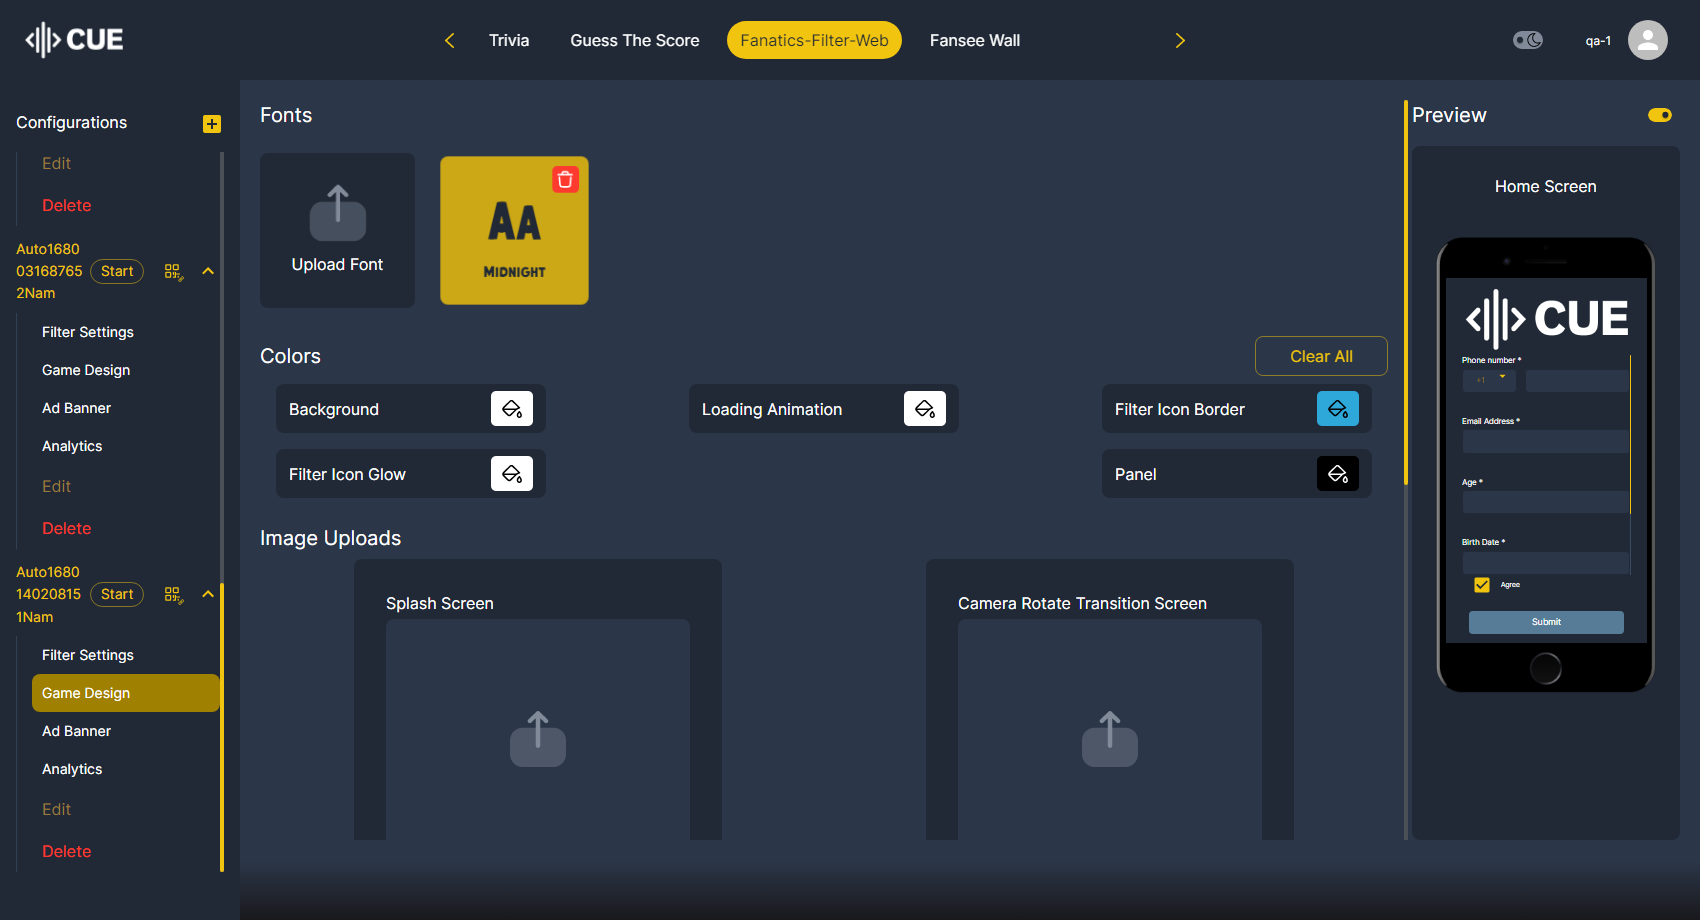 CUE
Trivia
Guess The Score
Fanatics-Filter-Web
Fansee Wall
qa-1
Configurations
Edit
Delete
Auto1680
03168765
2Nam
Start
Filter Settings
Game Design
Ad Banner
Analytics
Edit
Delete
Auto1680
14020815
1Nam
Start
Filter Settings
Game Design
Ad Banner
Analytics
Edit
Delete
Fonts
Upload Font
AA
MIDNIGHT
Colors
Clear All
Background
Loading Animation
Filter Icon Border
Filter Icon Glow
Panel
Image Uploads
Splash Screen
Camera Rotate Transition Screen
Preview
Home Screen
CUE
Phone number *
+1
Email Address *
Age *
Birth Date *
Agree
Submit